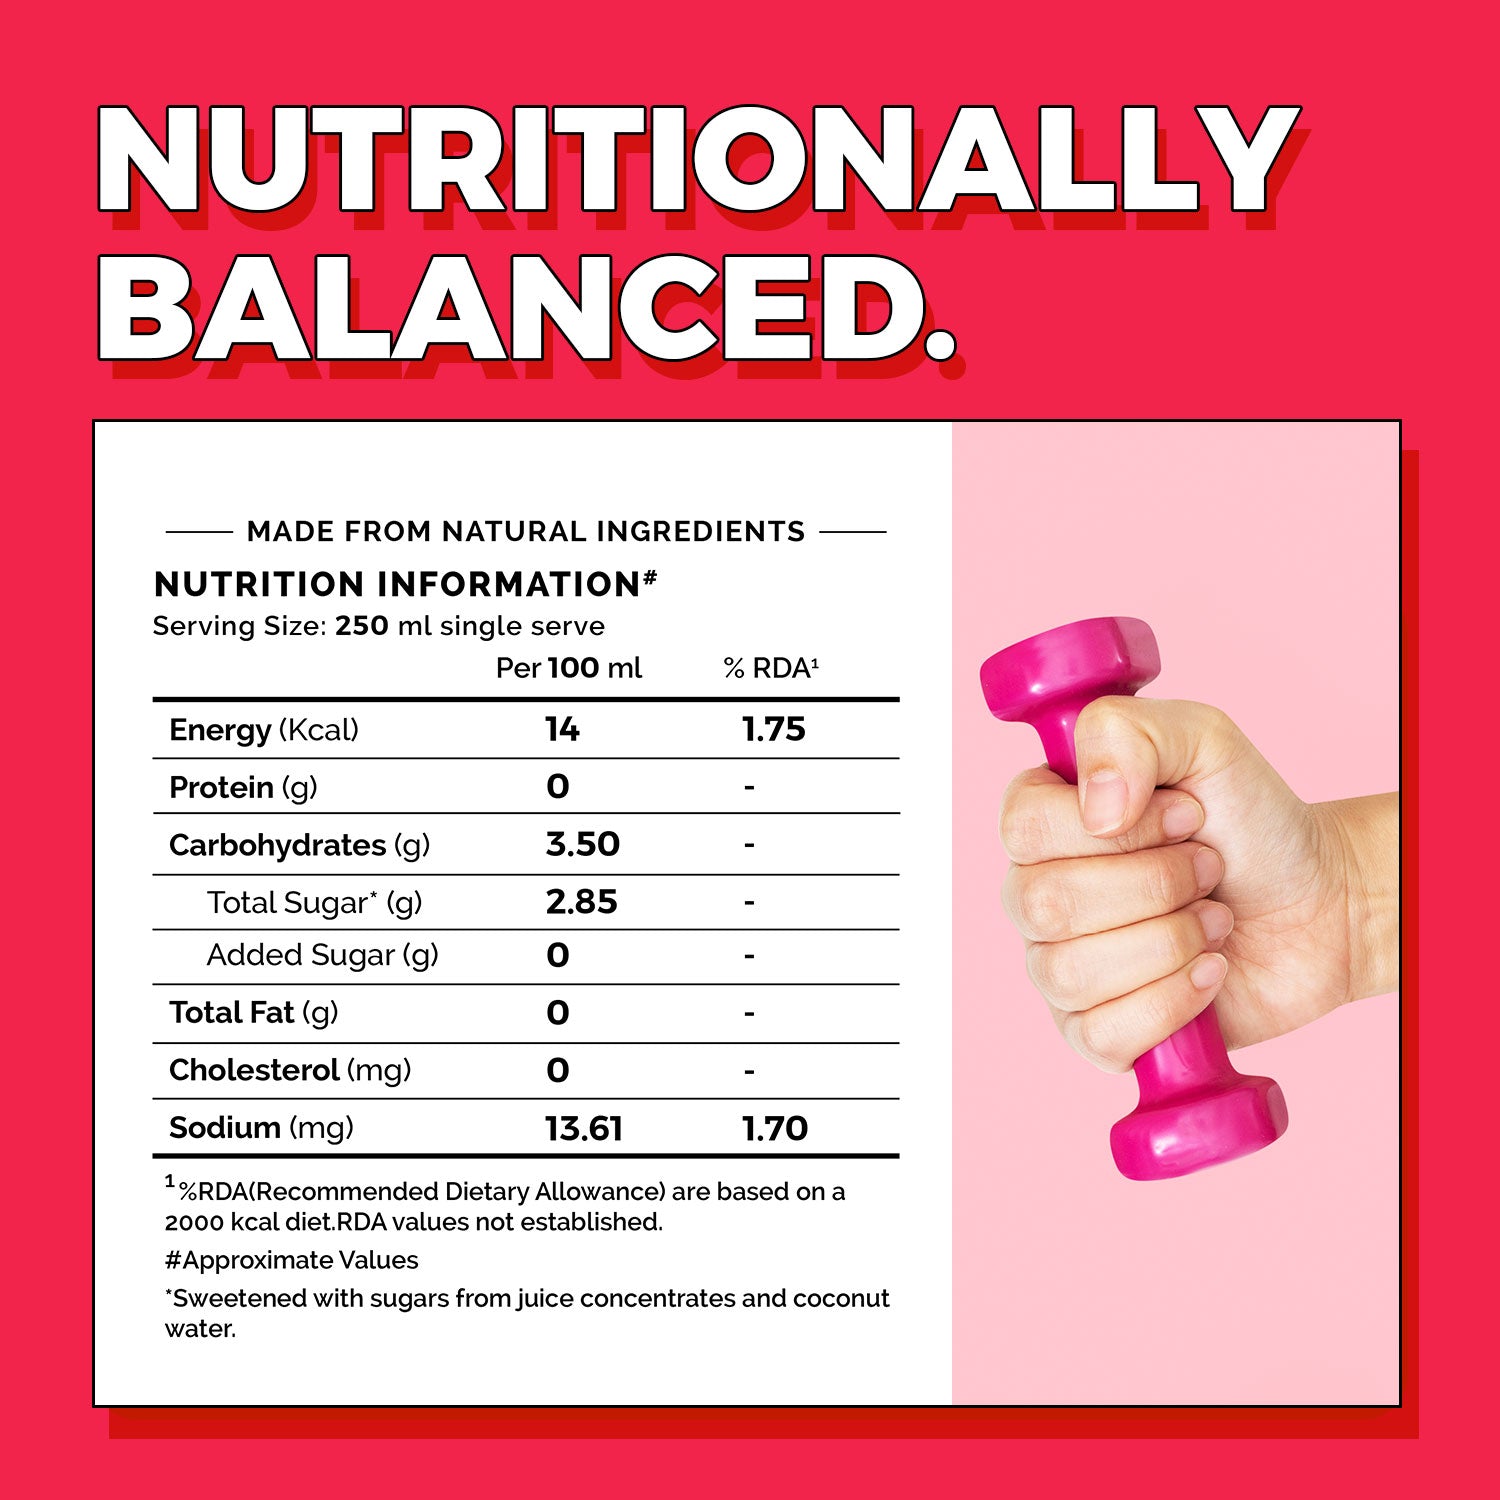 NUTRITIONALLY
BALANCED.
MADE FROM NATURAL INGREDIENTS
NUTRITION INFORMATION#
Serving Size: 250 ml single serve
Per 100 ml % RDA¹
Energy (Kcal) 14 1.75
Protein (g) 0 -
Carbohydrates (g) 3.50 -
Total Sugar* (g) 2.85 -
Added Sugar (g) 0 -
Total Fat (g) 0 -
Cholesterol (mg) 0 -
Sodium (mg) 13.61 1.70
¹%RDA(Recommended Dietary Allowance) are based on a
2000 kcal diet.RDA values not established.
#Approximate Values
*Sweetened with sugars from juice concentrates and coconut
water.